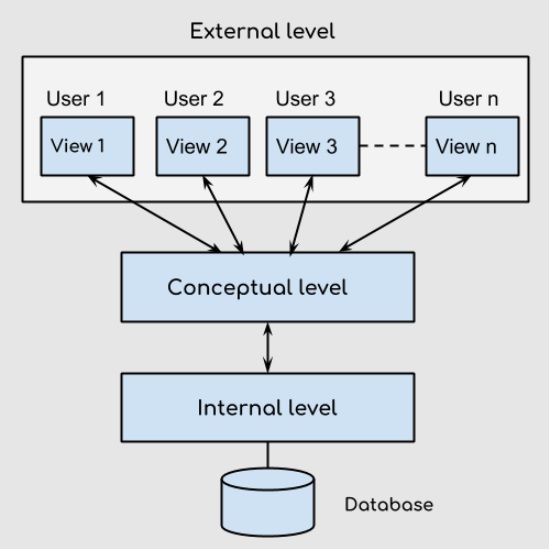 External level
User 1
User 2
User 3
User n
View 1
View 2
View 3
View n
Conceptual level
Internal level
Database